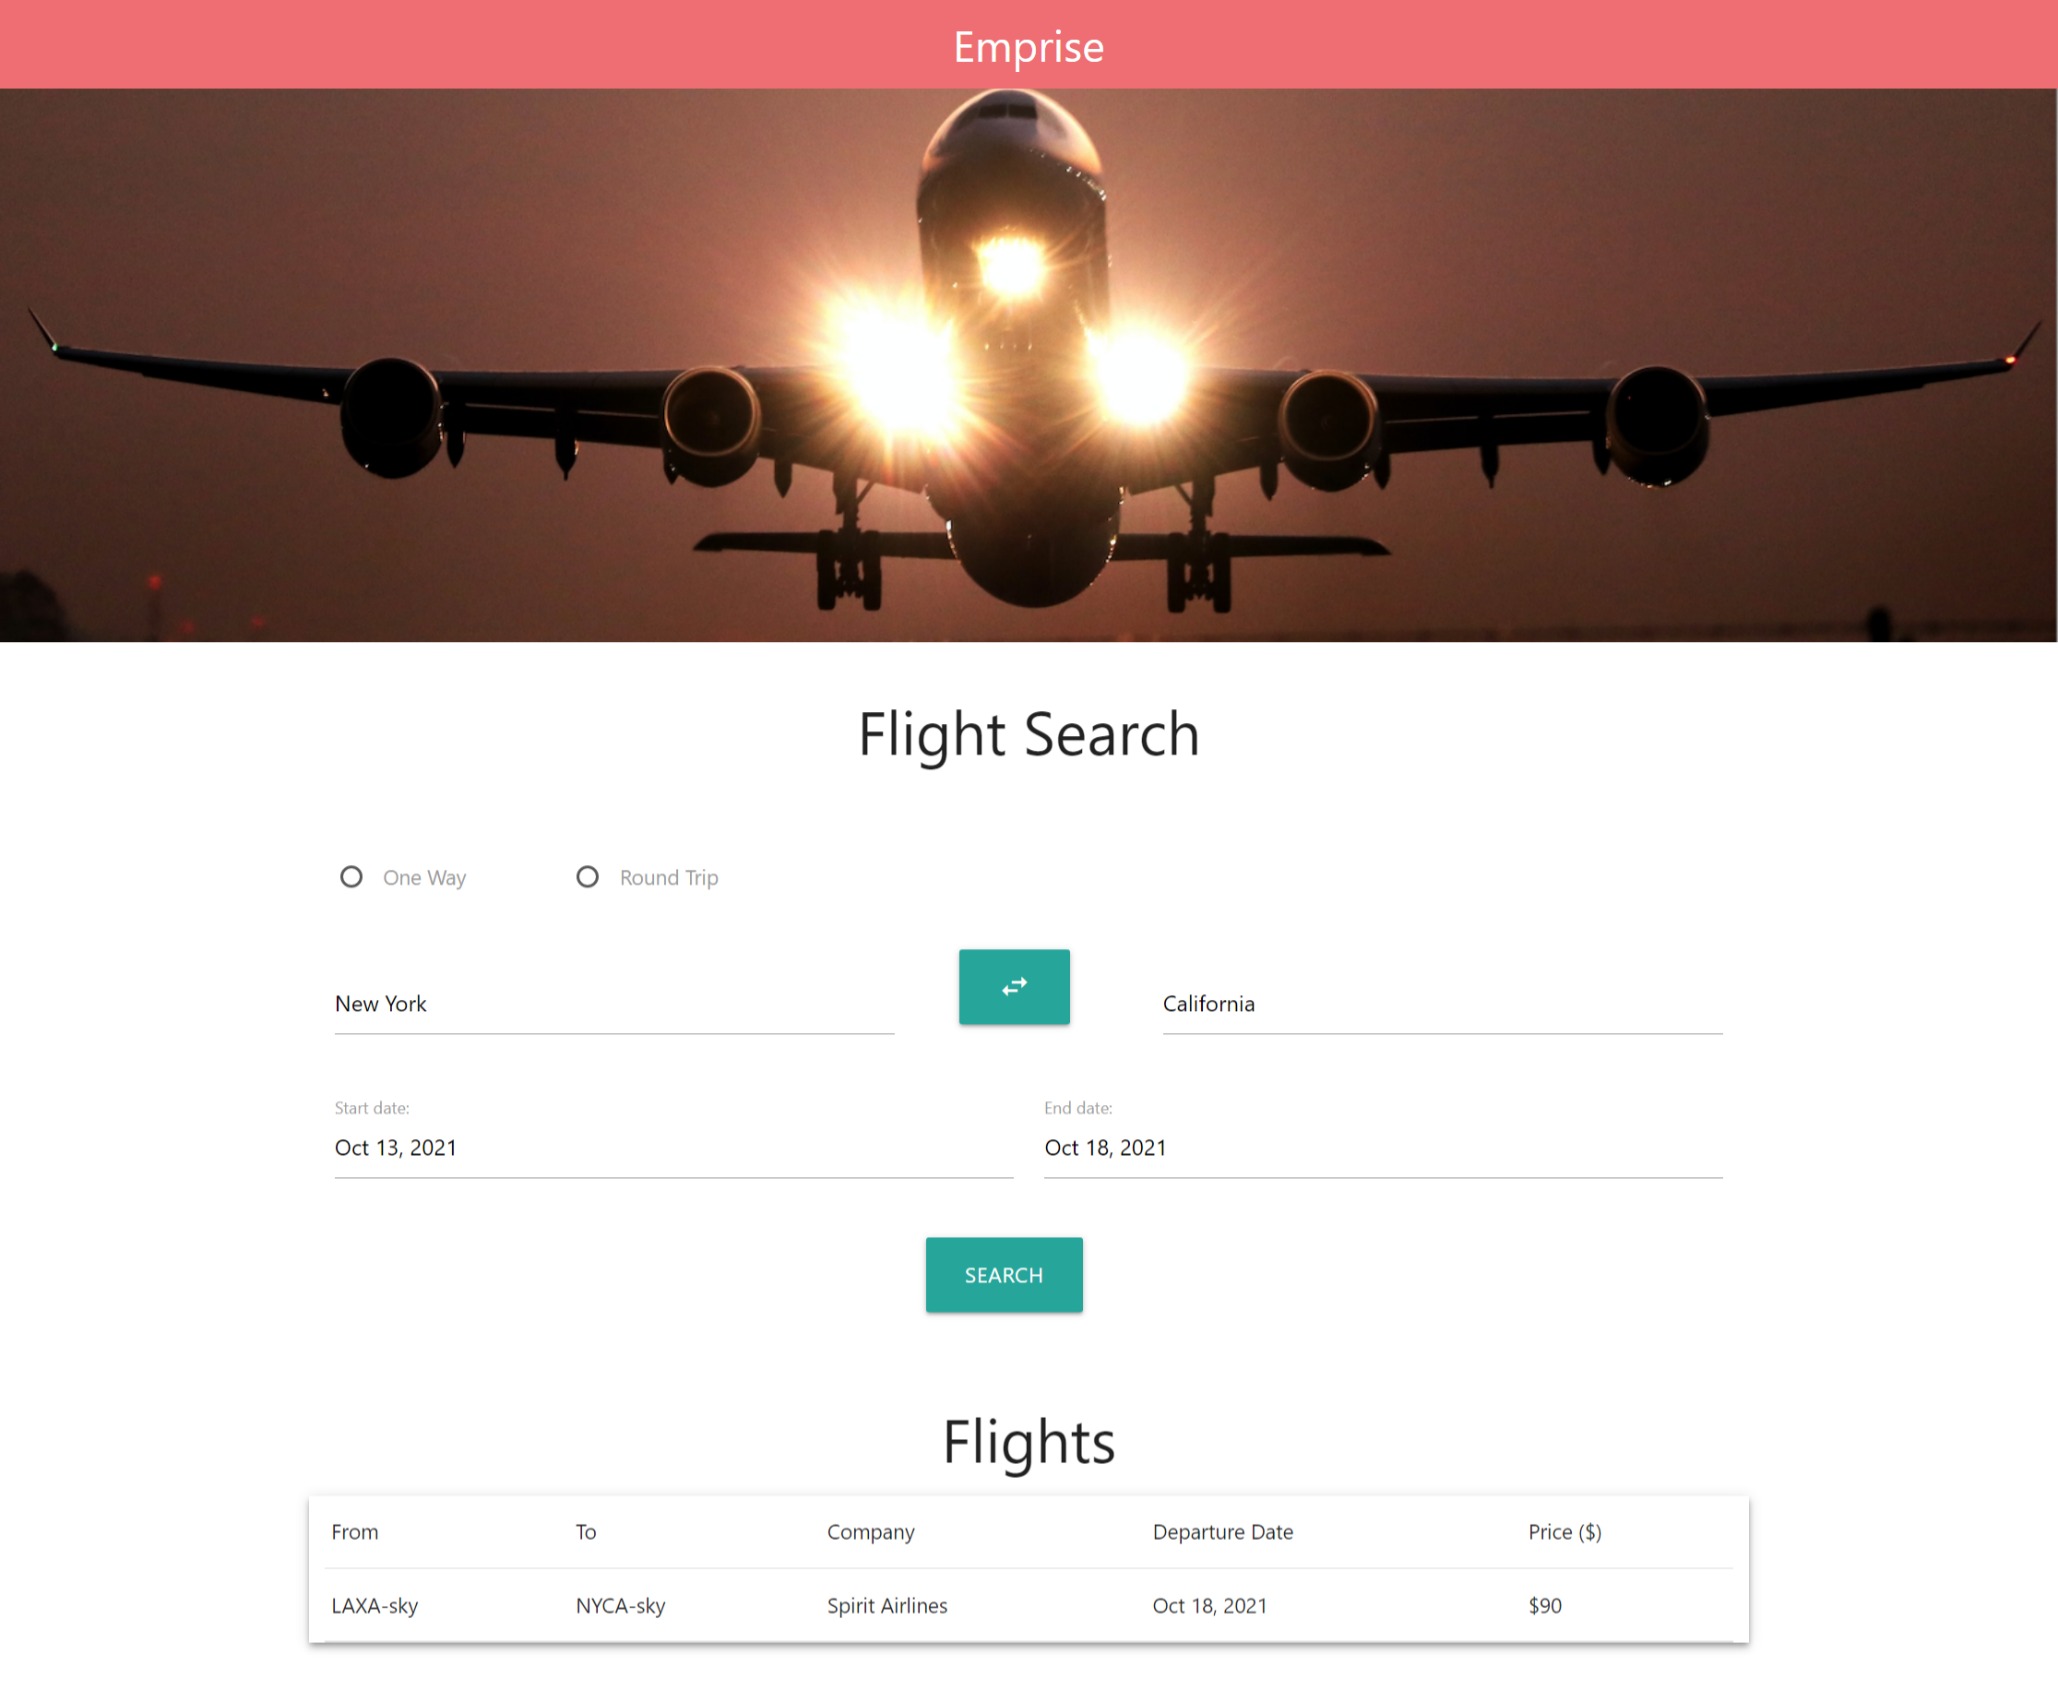 Emprise
Flight Search
One Way Round Trip
New York California
Start date: End date:
Oct 13, 2021 Oct 18, 2021
SEARCH
Flights
From To Company Departure Date Price ($)
LAXA-sky NYCA-sky Spirit Airlines Oct 18, 2021 $90